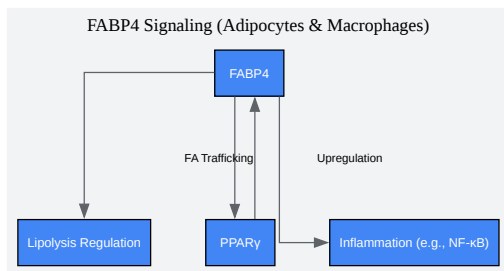 FABP4 Signaling (Adipocytes & Macrophages)
FABP4
FA Trafficking
Upregulation
Lipolysis Regulation
PPARγ
Inflammation (e.g., NF-κB)